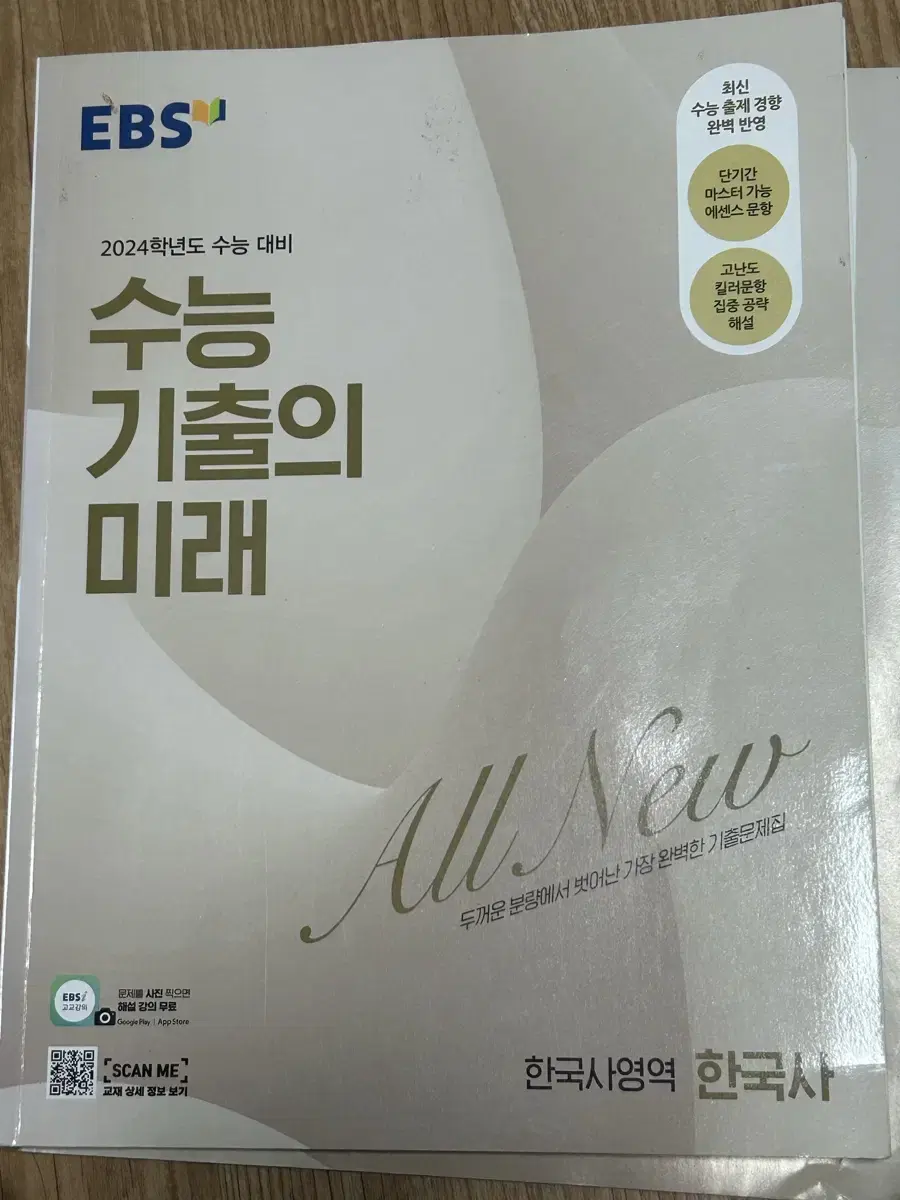 EBS
최신
수능 출제 경향
완벽 반영
단기간
마스터 가능
에센스 문항
고난도
킬러문항
집중 공략
해설
2024학년도 수능 대비
수능
기출의
미래
All New
두꺼운 분량에서 벗어난 가장 완벽한 기출문제집
EBSi
고교강의
문제를 사진 찍으면
해설 강의 무료
Google Play | App Store
SCAN ME
교재 상세 정보 보기
한국사영역 한국사